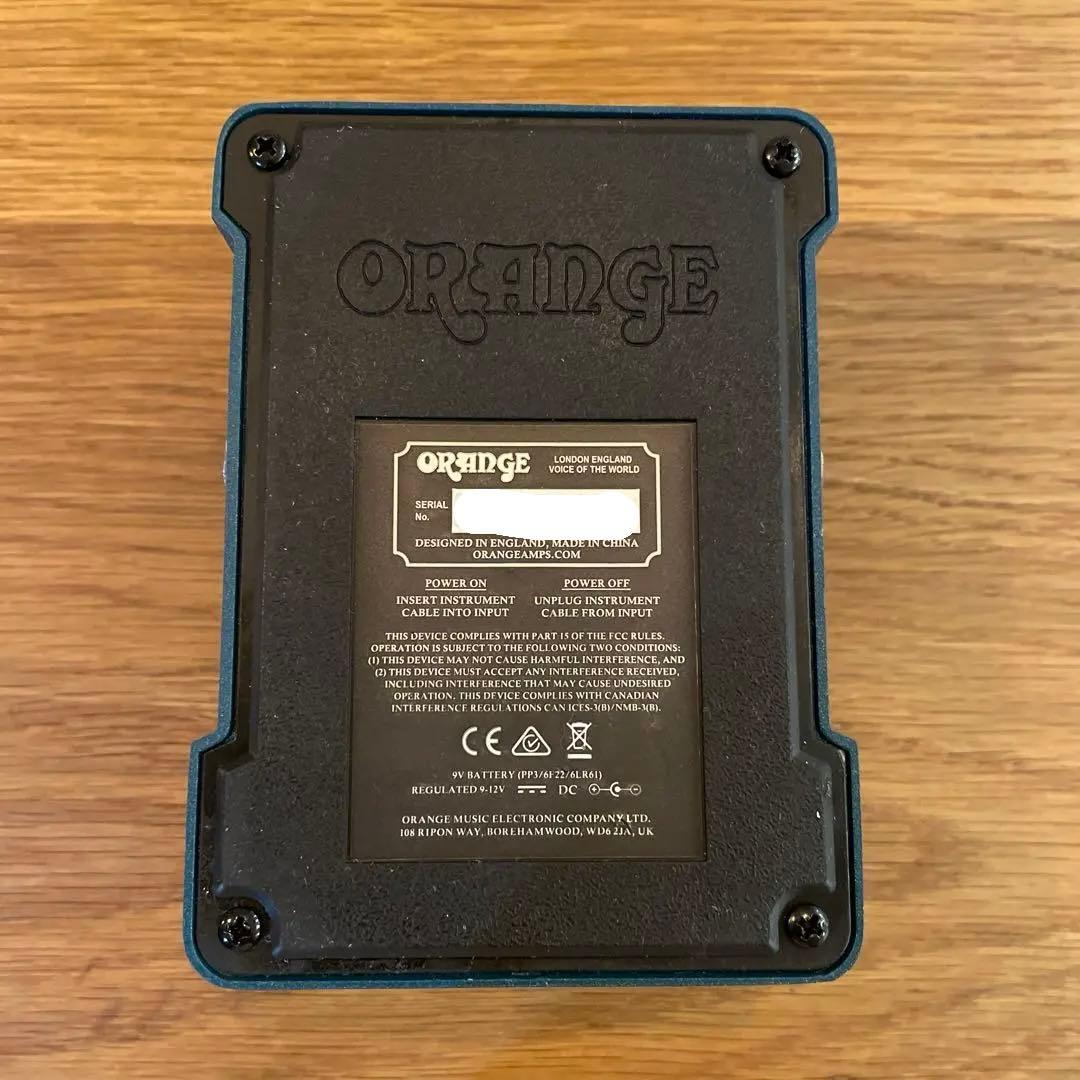 ORANGE
ORANGE
LONDON ENGLAND
VOICE OF THE WORLD
SERIAL
No.
DESIGNED IN ENGLAND, MADE IN CHINA
ORANGEAMPS.COM
POWER ON
INSERT INSTRUMENT
CABLE INTO INPUT
POWER OFF
UNPLUG INSTRUMENT
CABLE FROM INPUT
THIS DEVICE COMPLIES WITH PART 15 OF THE FCC RULES.
OPERATION IS SUBJECT TO THE FOLLOWING TWO CONDITIONS:
(1) THIS DEVICE MAY NOT CAUSE HARMFUL INTERFERENCE, AND
(2) THIS DEVICE MUST ACCEPT ANY INTERFERENCE RECEIVED,
INCLUDING INTERFERENCE THAT MAY CAUSE UNDESIRED
OPERATION. THIS DEVICE COMPLIES WITH CANADIAN
INTERFERENCE REGULATIONS CAN ICES-3(B)/NMB-3(B).
CE
9V BATTERY (PP3/6F22/6LR61)
REGULATED 9-12V DC
ORANGE MUSIC ELECTRONIC COMPANY LTD.
108 RIPON WAY, BOREHAMWOOD, WD6 2JA, UK